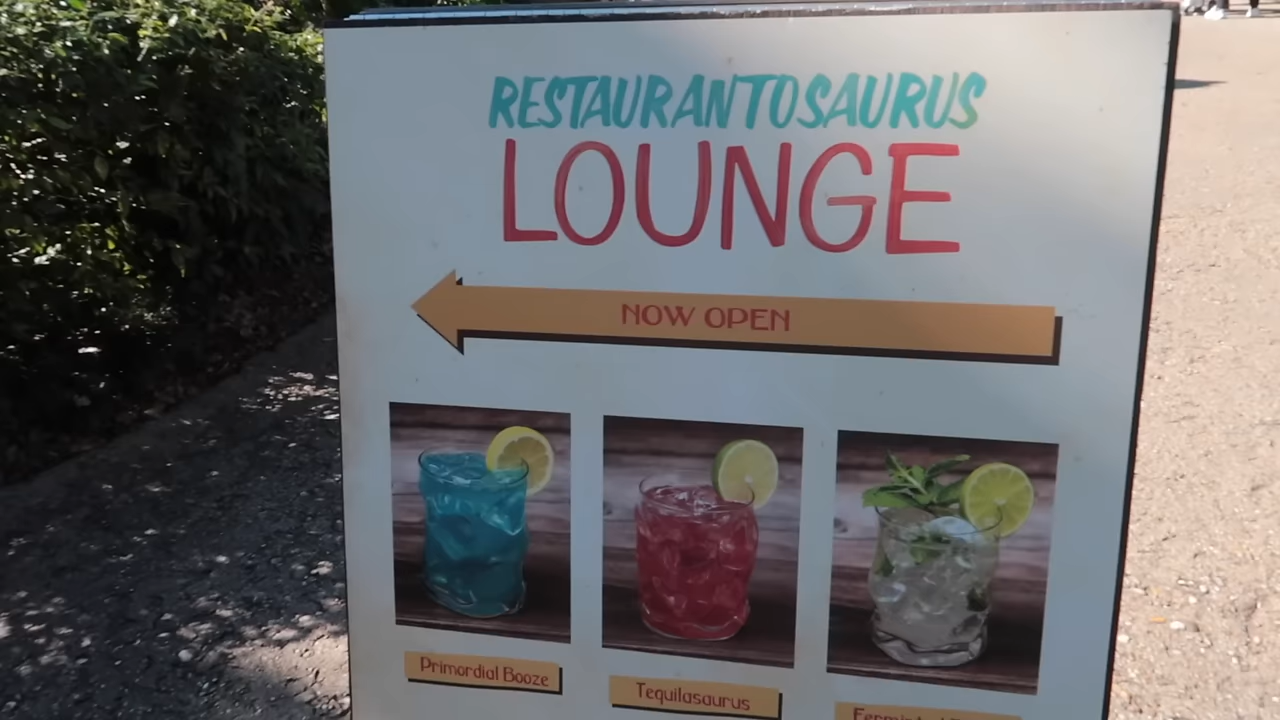 RESTAURANTOSAURUS
LOUNGE
NOW OPEN
Primordial Booze
Tequilasaurus